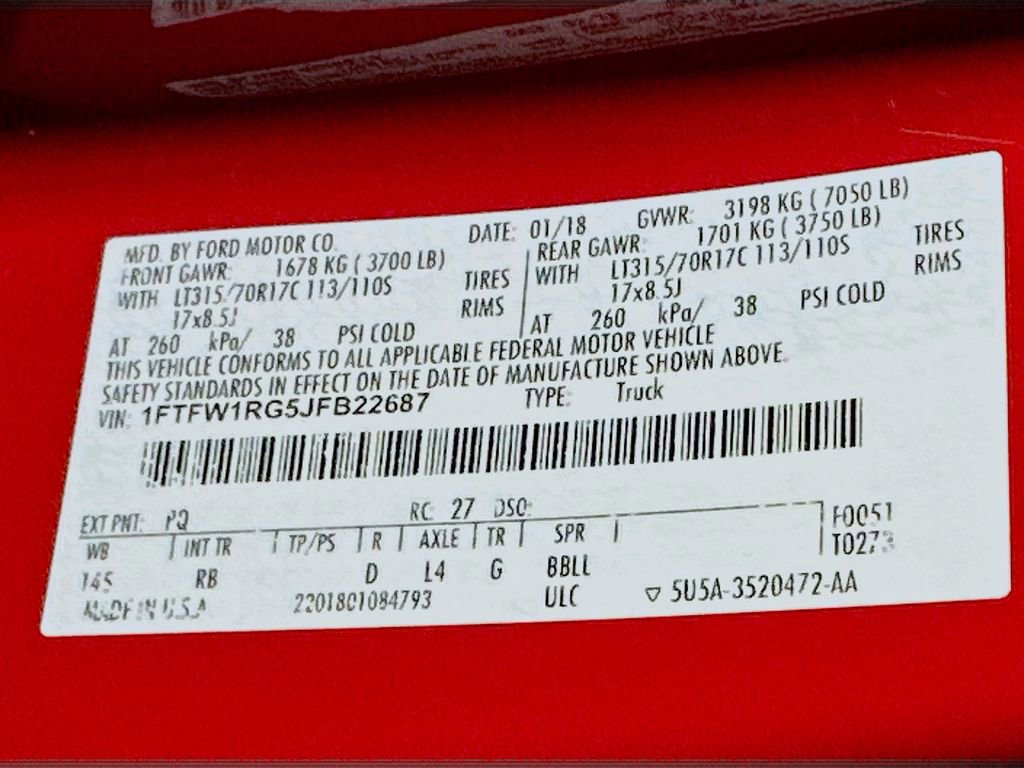 MFD. BY FORD MOTOR CO. DATE: 01/18 GVWR: 3198 KG ( 7050 LB)
FRONT GAWR: 1678 KG ( 3700 LB) REAR GAWR: 1701 KG ( 3750 LB)
WITH LT315/70R17C 113/110S TIRES WITH LT315/70R17C 113/110S TIRES
17x8.5J RIMS 17x8.5J RIMS
AT 260 kPa/ 38 PSI COLD AT 260 kPa/ 38 PSI COLD
THIS VEHICLE CONFORMS TO ALL APPLICABLE FEDERAL MOTOR VEHICLE
SAFETY STANDARDS IN EFFECT ON THE DATE OF MANUFACTURE SHOWN ABOVE.
VIN: 1FTFW1RG5JFB22687 TYPE: Truck
EXT PNT: PQ RC: 27 DSO: F0051
WB INT TR TP/PS R AXLE TR SPR
145 RB D L4 G BBLL
MADE IN U.S.A. 2201801084793 ULC ▽ 5U5A-3520472-AA